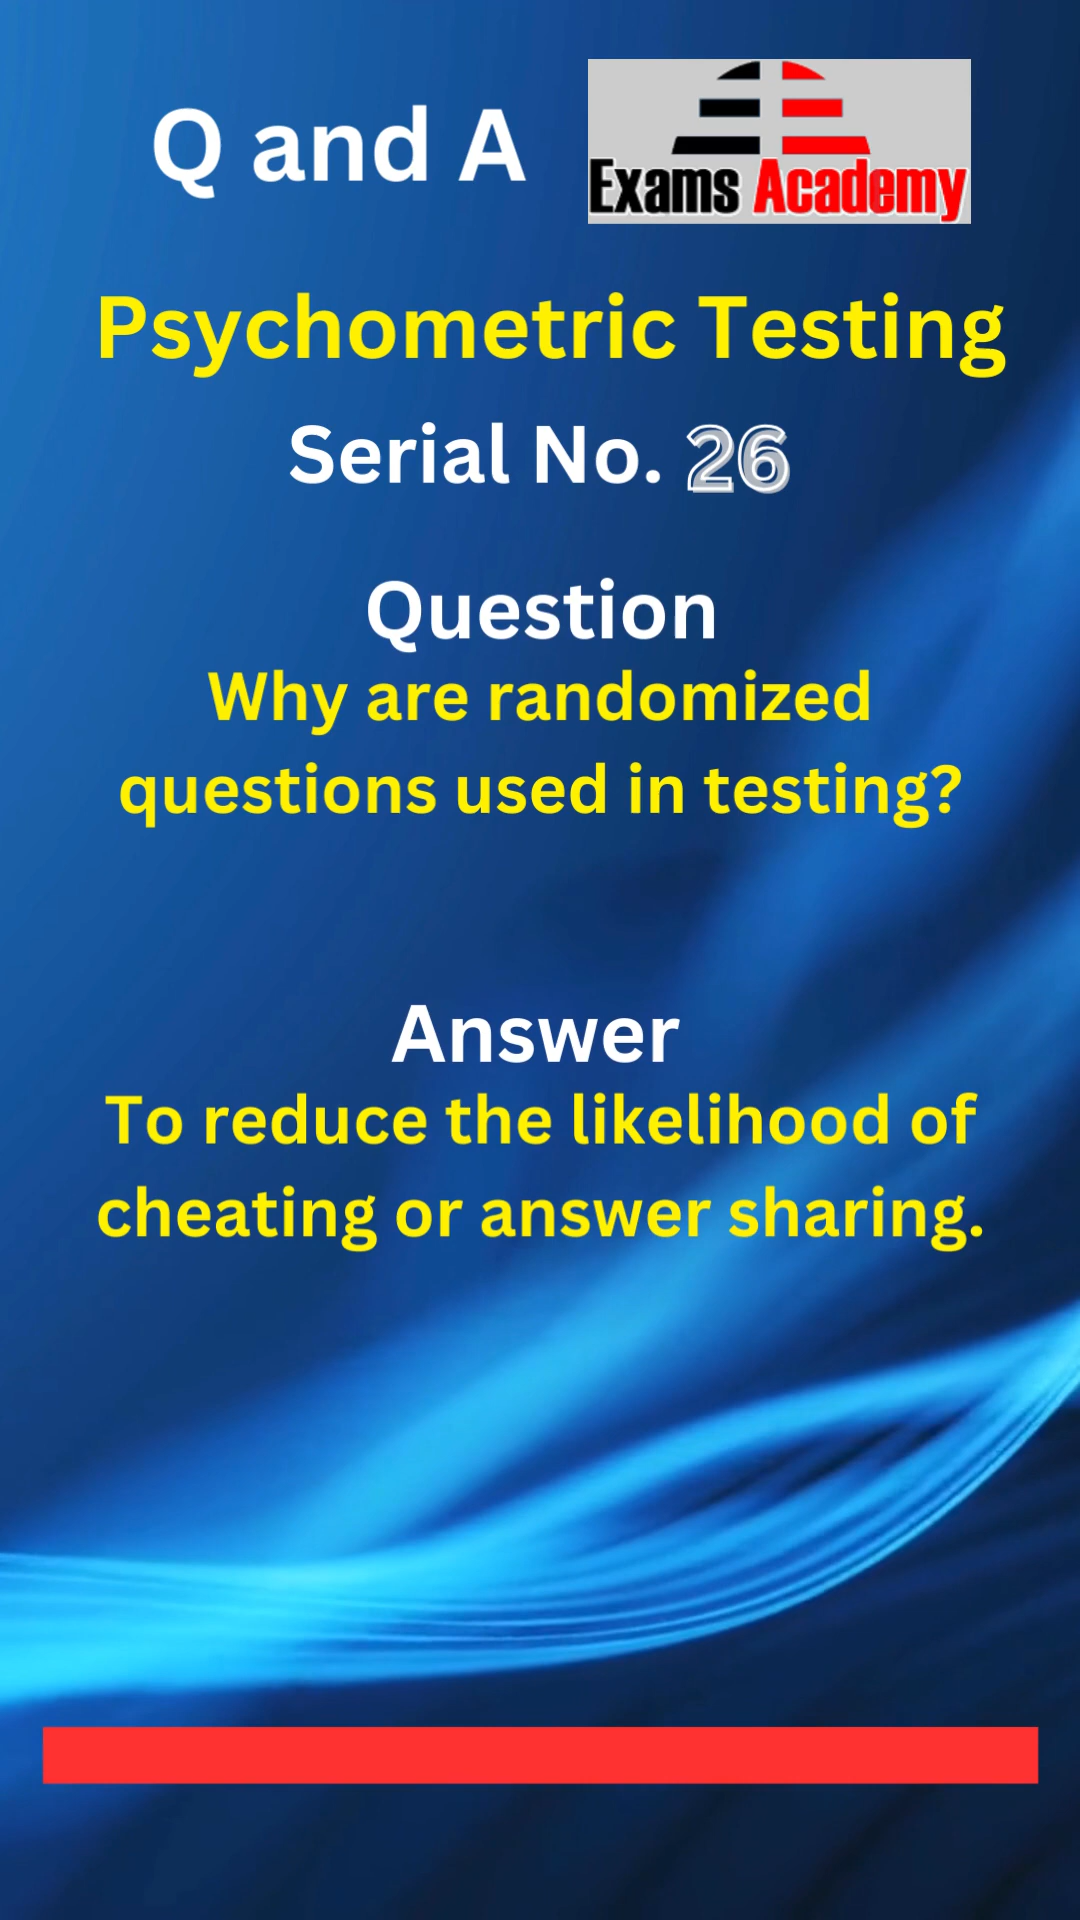 Q and A
Exams Academy
Psychometric Testing
Serial No. 26
Question
Why are randomized
questions used in testing?
Answer
To reduce the likelihood of
cheating or answer sharing.